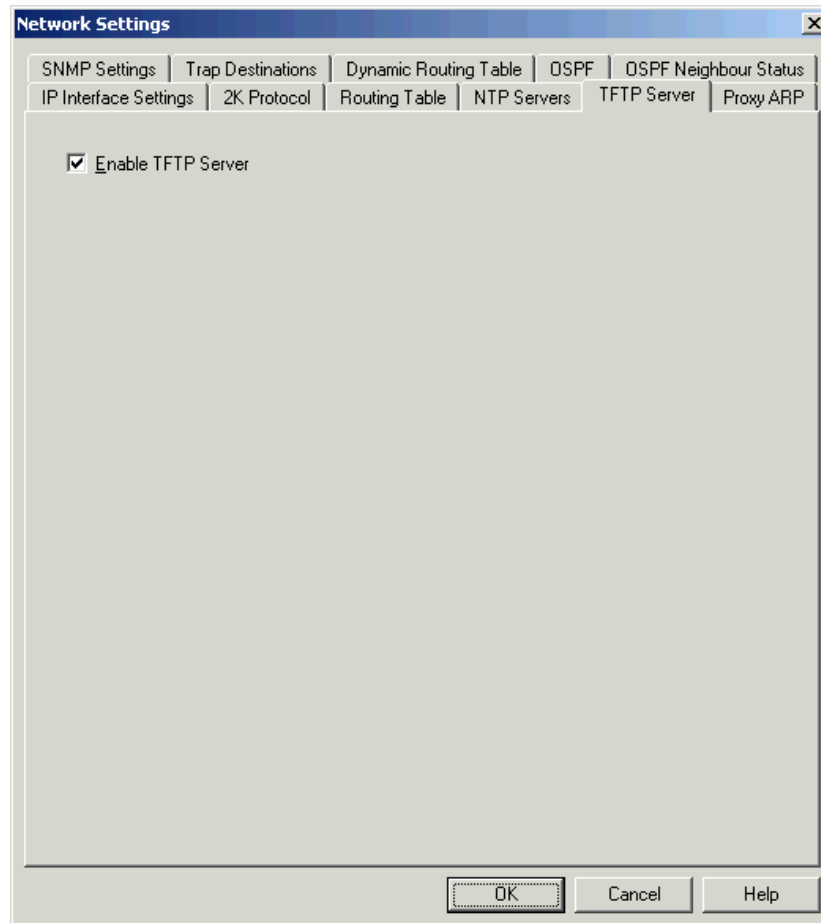 Network Settings
SNMP Settings Trap Destinations Dynamic Routing Table OSPF OSPF Neighbour Status
IP Interface Settings 2K Protocol Routing Table NTP Servers TFTP Server Proxy ARP
Enable TFTP Server
OK Cancel Help